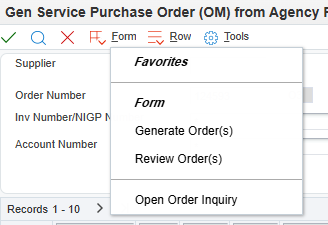 Gen Service Purchase Order (OM) from Agency
Form Row Tools
Supplier
Order Number
Inv Number/NIGP
Account Number
Favorites
Form
Generate Order(s)
Review Order(s)
Open Order Inquiry
Records 1 - 10 >